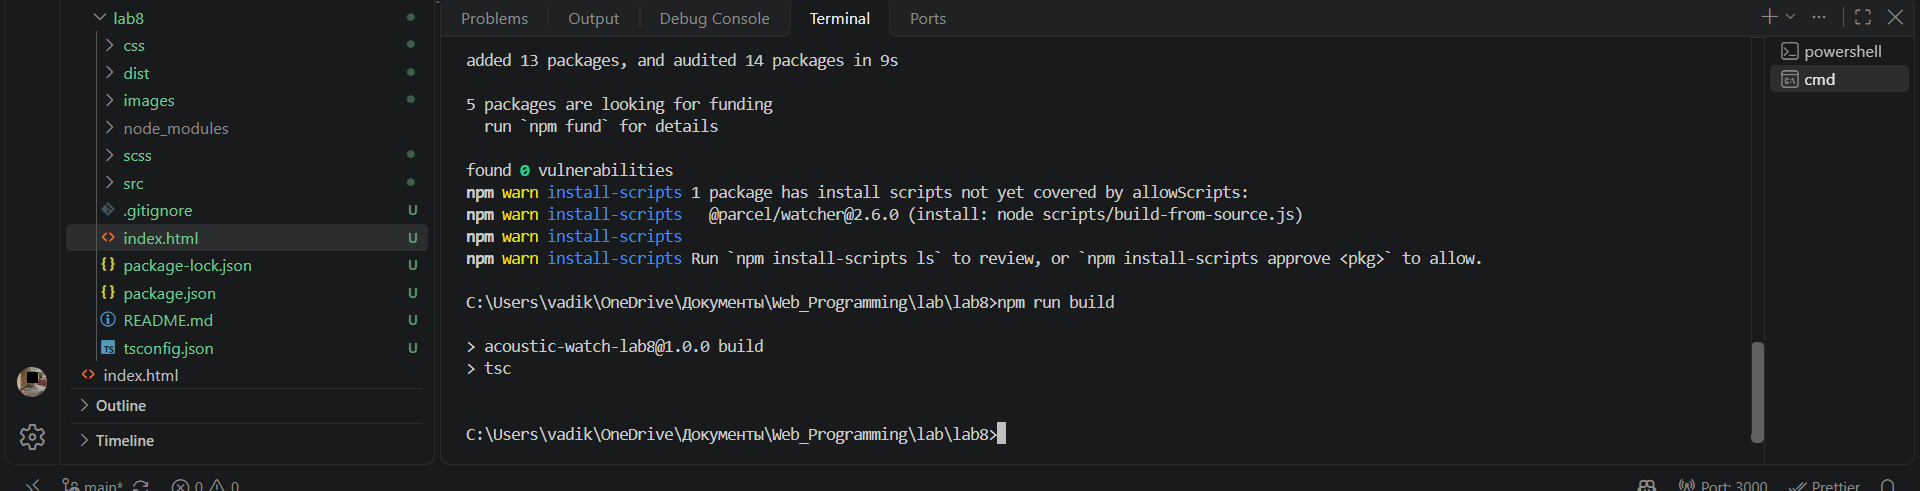 lab8
css
dist
images
node_modules
scss
src
.gitignore U
index.html U
package-lock.json U
package.json U
README.md U
tsconfig.json U
index.html
Outline
Timeline
Problems Output Debug Console Terminal Ports
added 13 packages, and audited 14 packages in 9s
5 packages are looking for funding
run `npm fund` for details
found 0 vulnerabilities
npm warn install-scripts 1 package has install scripts not yet covered by allowScripts:
npm warn install-scripts @parcel/watcher@2.6.0 (install: node scripts/build-from-source.js)
npm warn install-scripts
npm warn install-scripts Run `npm install-scripts ls` to review, or `npm install-scripts approve <pkg>` to allow.
C:\Users\vadik\OneDrive\Документы\Web_Programming\lab\lab8>npm run build
> acoustic-watch-lab8@1.0.0 build
> tsc
C:\Users\vadik\OneDrive\Документы\Web_Programming\lab\lab8>
powershell
cmd
main* 0 0 Port: 3000 Prettier